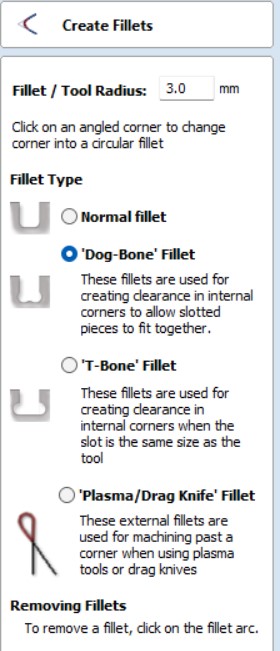 Create Fillets
Fillet / Tool Radius: 3.0 mm
Click on an angled corner to change
corner into a circular fillet
Fillet Type
Normal fillet
'Dog-Bone' Fillet
These fillets are used for
creating clearance in internal
corners to allow slotted
pieces to fit together.
'T-Bone' Fillet
These fillets are used for
creating clearance in
internal corners when the
slot is the same size as the
tool
'Plasma/Drag Knife' Fillet
These external fillets are
used for machining past a
corner when using plasma
tools or drag knives
Removing Fillets
To remove a fillet, click on the fillet arc.